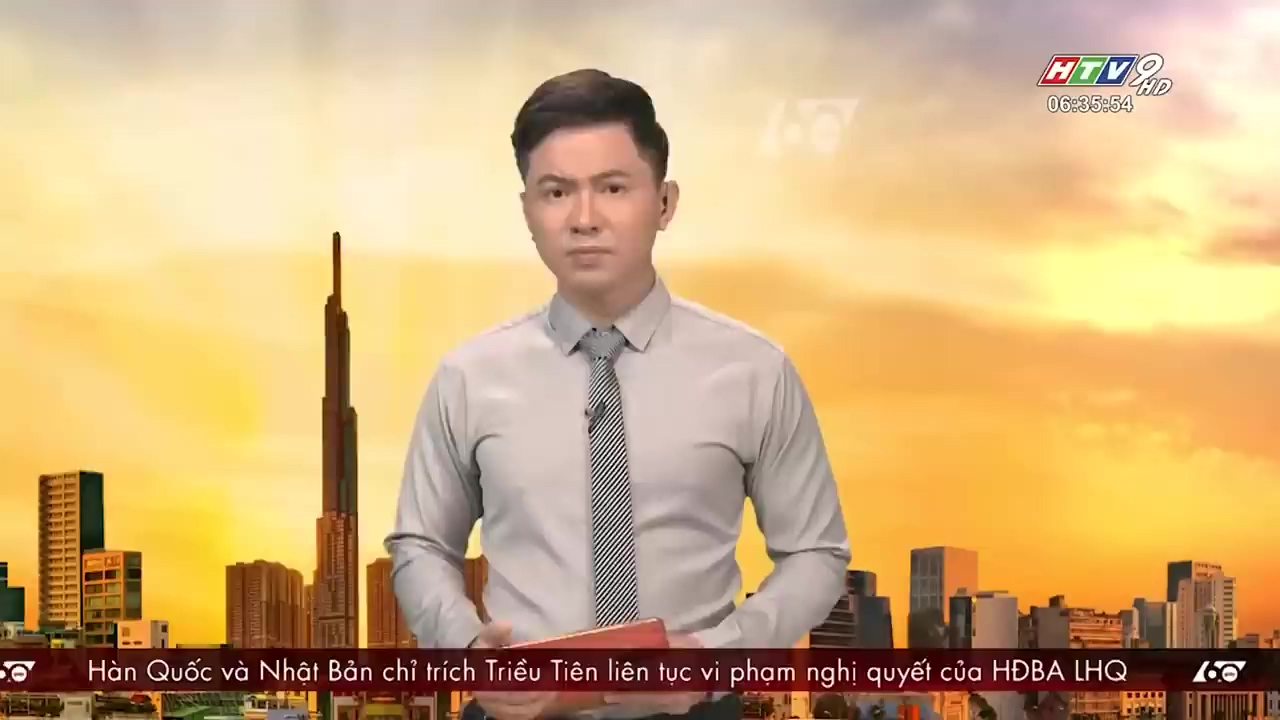 HTV9
HD
06:35:54
Hàn Quốc và Nhật Bản chỉ trích Triều Tiên liên tục vi phạm nghị quyết của HĐBA LHQ
60